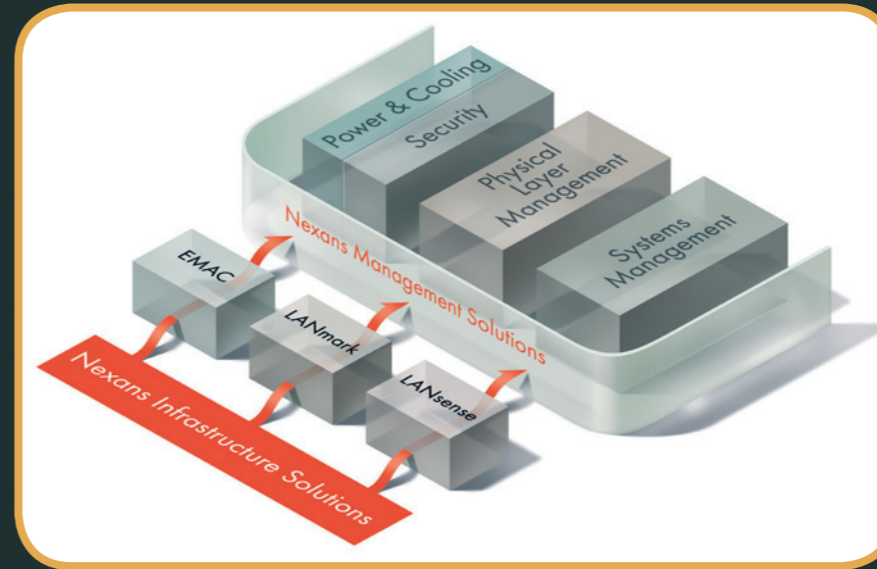 Power & Cooling
Security
Physical
Layer
Management
Systems
Management
Nexans Management Solutions
EMAC
LANmark
LANsense
Nexans Infrastructure Solutions